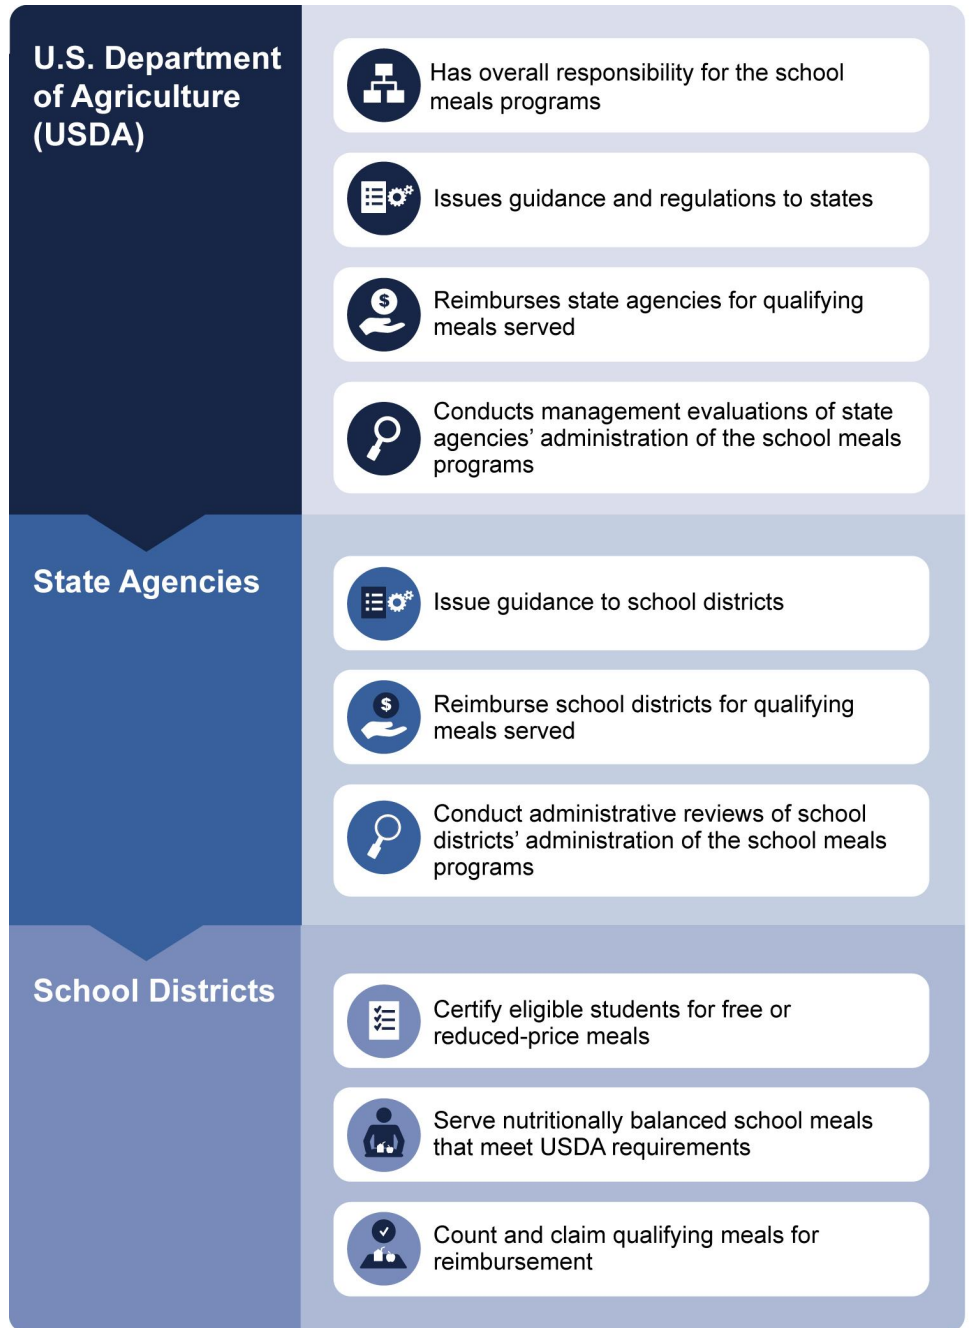 U.S. Department
of Agriculture
(USDA)
Has overall responsibility for the school
meals programs
Issues guidance and regulations to states
$
Reimburses state agencies for qualifying
meals served
Conducts management evaluations of state
agencies’ administration of the school meals
programs
State Agencies
Issue guidance to school districts
$
Reimburse school districts for qualifying
meals served
Conduct administrative reviews of school
districts’ administration of the school meals
programs
School Districts
Certify eligible students for free or
reduced-price meals
Serve nutritionally balanced school meals
that meet USDA requirements
Count and claim qualifying meals for
reimbursement